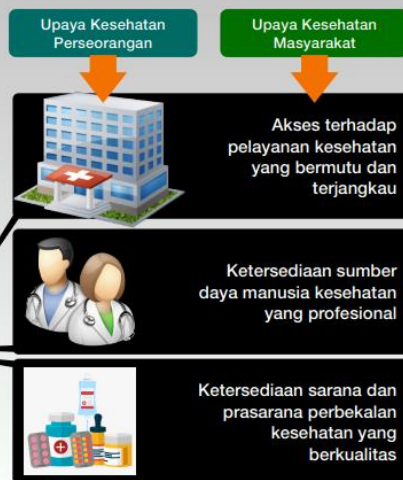 Upaya Kesehatan
Perseorangan
Upaya Kesehatan
Masyarakat
Akses terhadap
pelayanan kesehatan
yang bermutu dan
terjangkau
Ketersediaan sumber
daya manusia kesehatan
yang profesional
Ketersediaan sarana dan
prasarana perbekalan
kesehatan yang
berkualitas